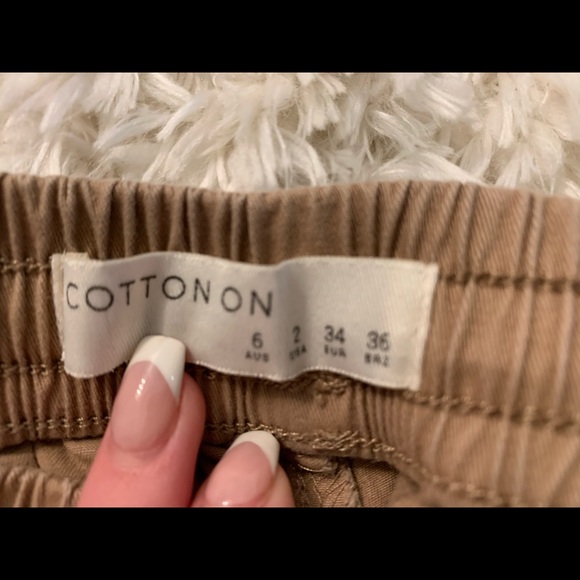 COTTON ON
6 2 34 36
AUS USA EUR BRZ